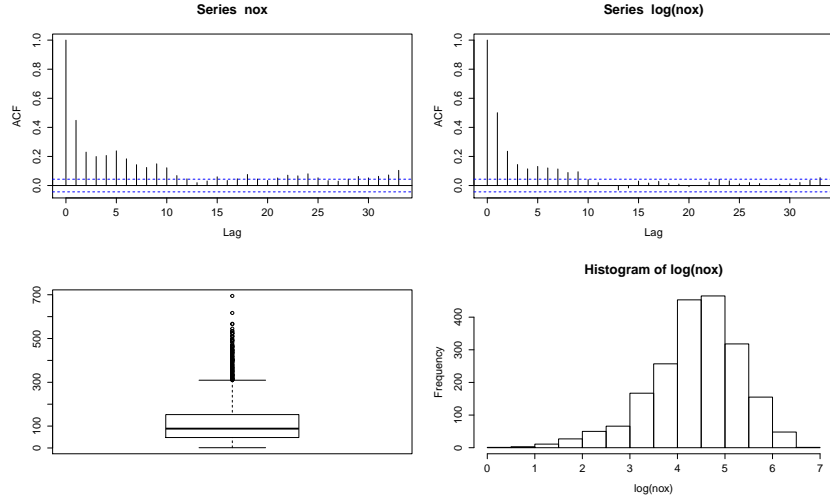 Series nox
ACF
0.0 0.2 0.4 0.6 0.8 1.0
0 5 10 15 20 25 30
Lag
Series log(nox)
ACF
0.0 0.2 0.4 0.6 0.8 1.0
0 5 10 15 20 25 30
Lag
0 100 300 500 700
Histogram of log(nox)
Frequency
0 100 200 300 400
0 1 2 3 4 5 6 7
log(nox)